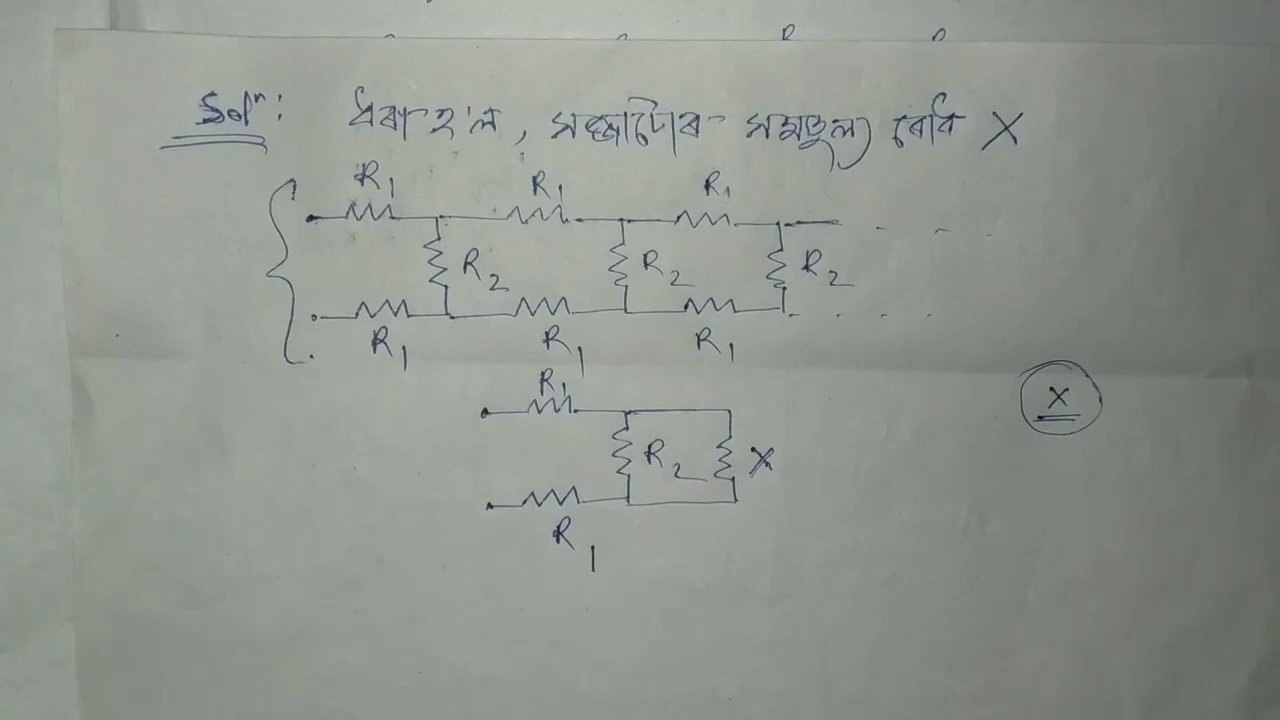 Solⁿ: ধৰা হ'ল, সজ্জাটোৰ সমতুল্য ৰোধ X
R₁ R₁ R₁
R₂ R₂ R₂
R₁ R₁ R₁
R₁
X
R₂ X
R₁